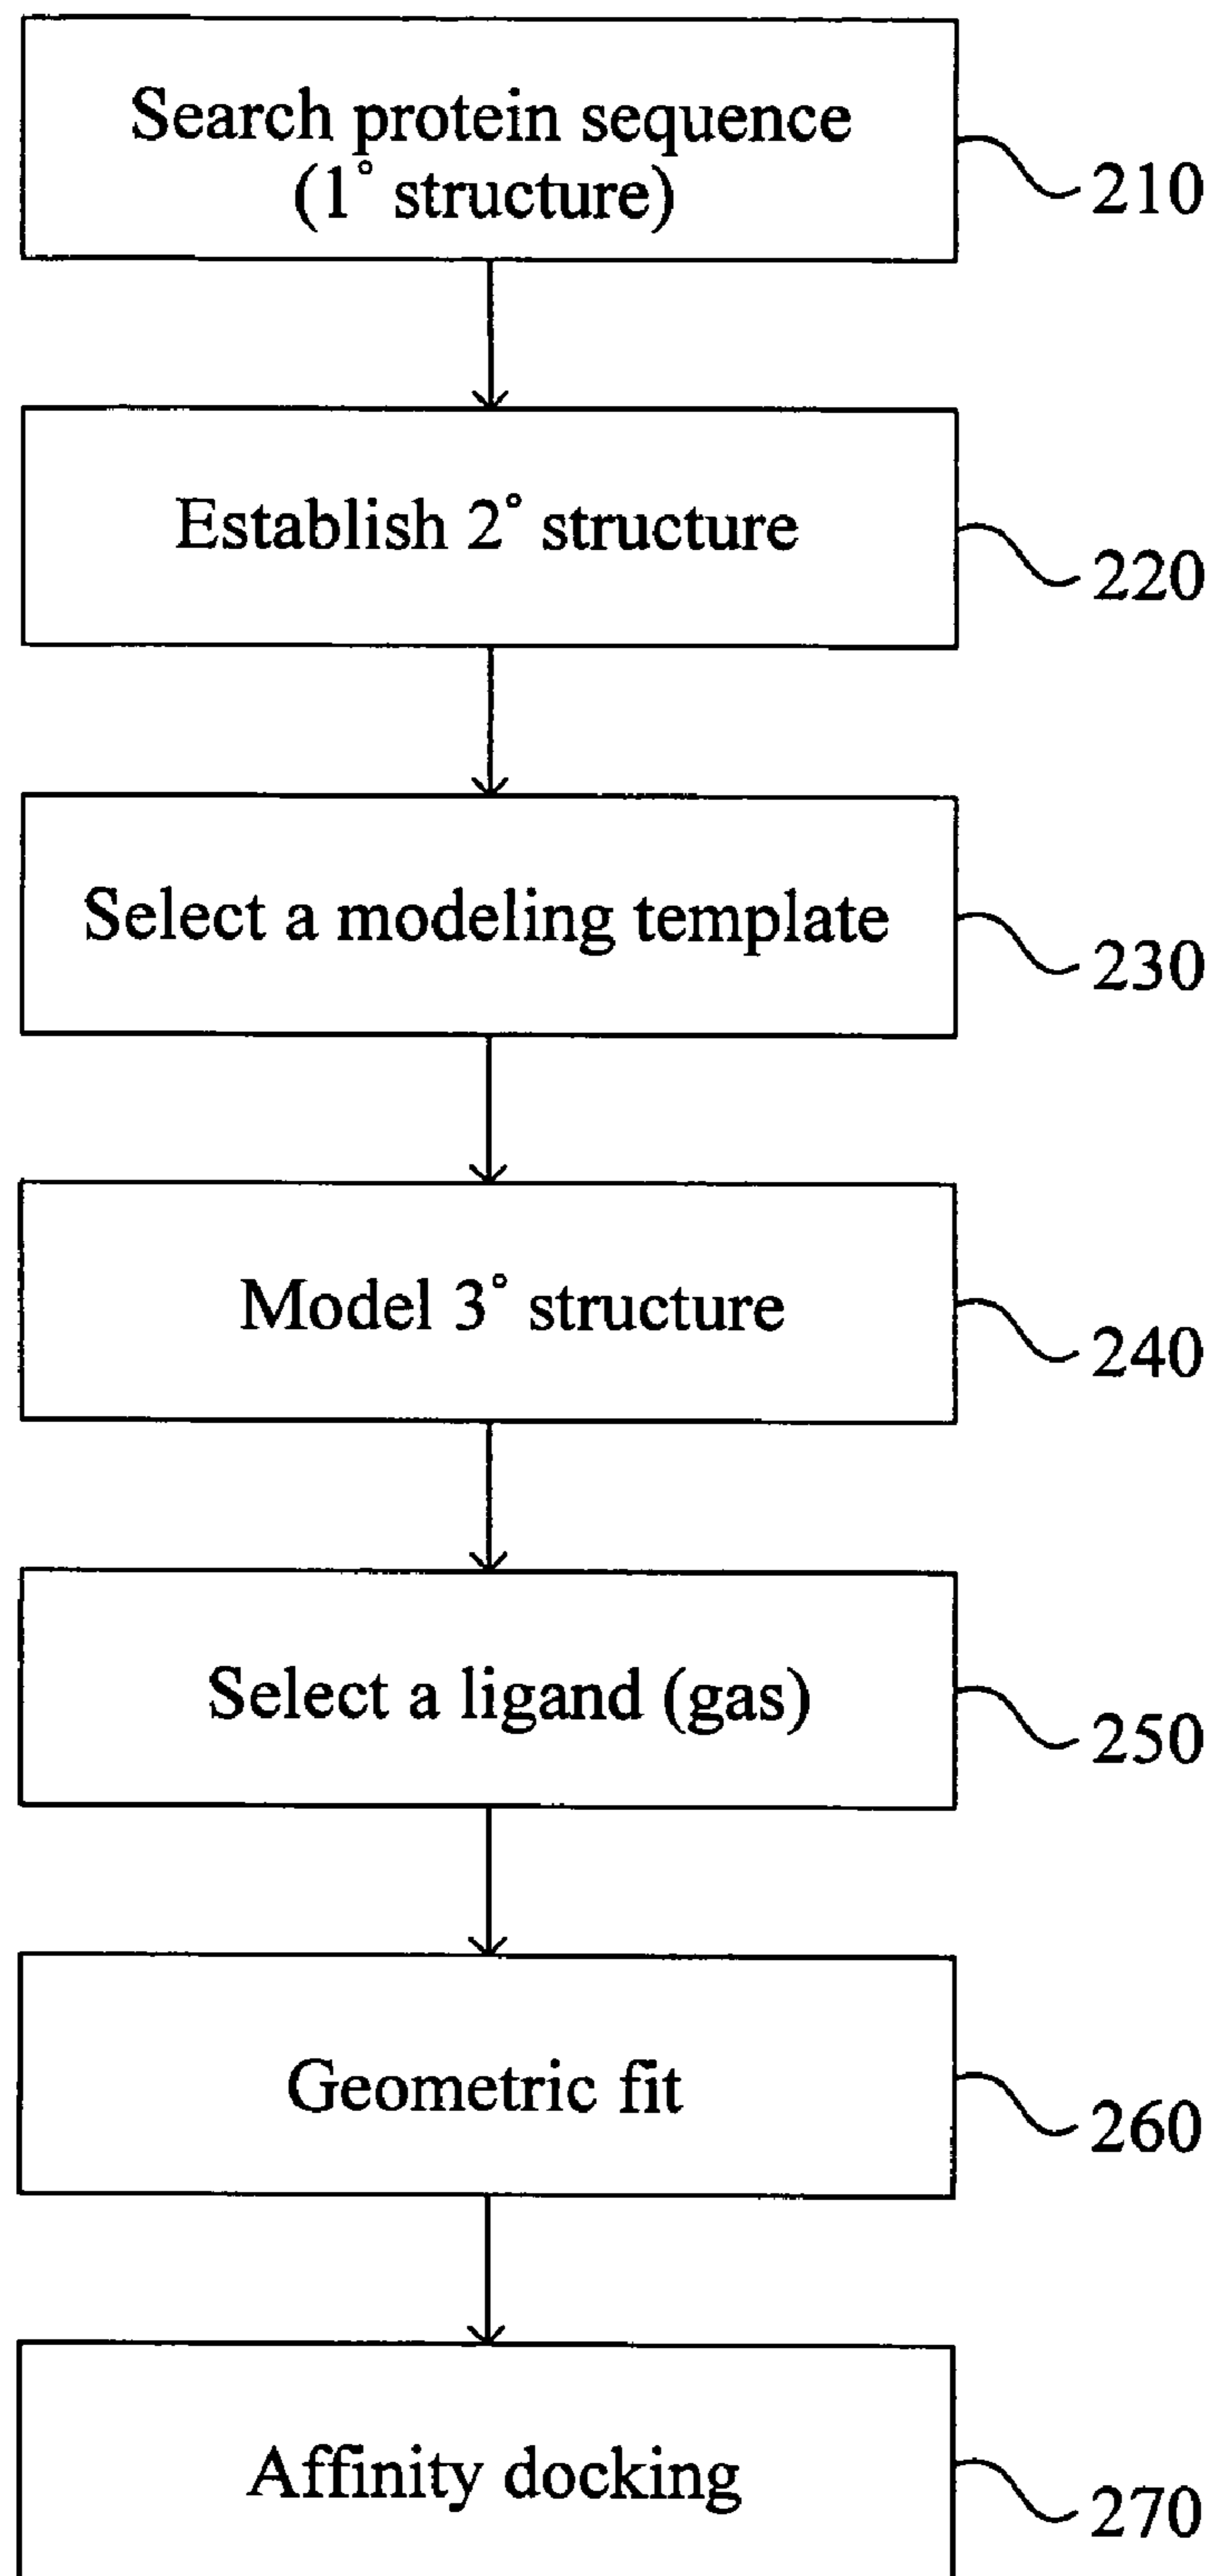 Search protein sequence
(1° structure)
210
Establish 2° structure
220
Select a modeling template
230
Model 3° structure
240
Select a ligand (gas)
250
Geometric fit
260
Affinity docking
270